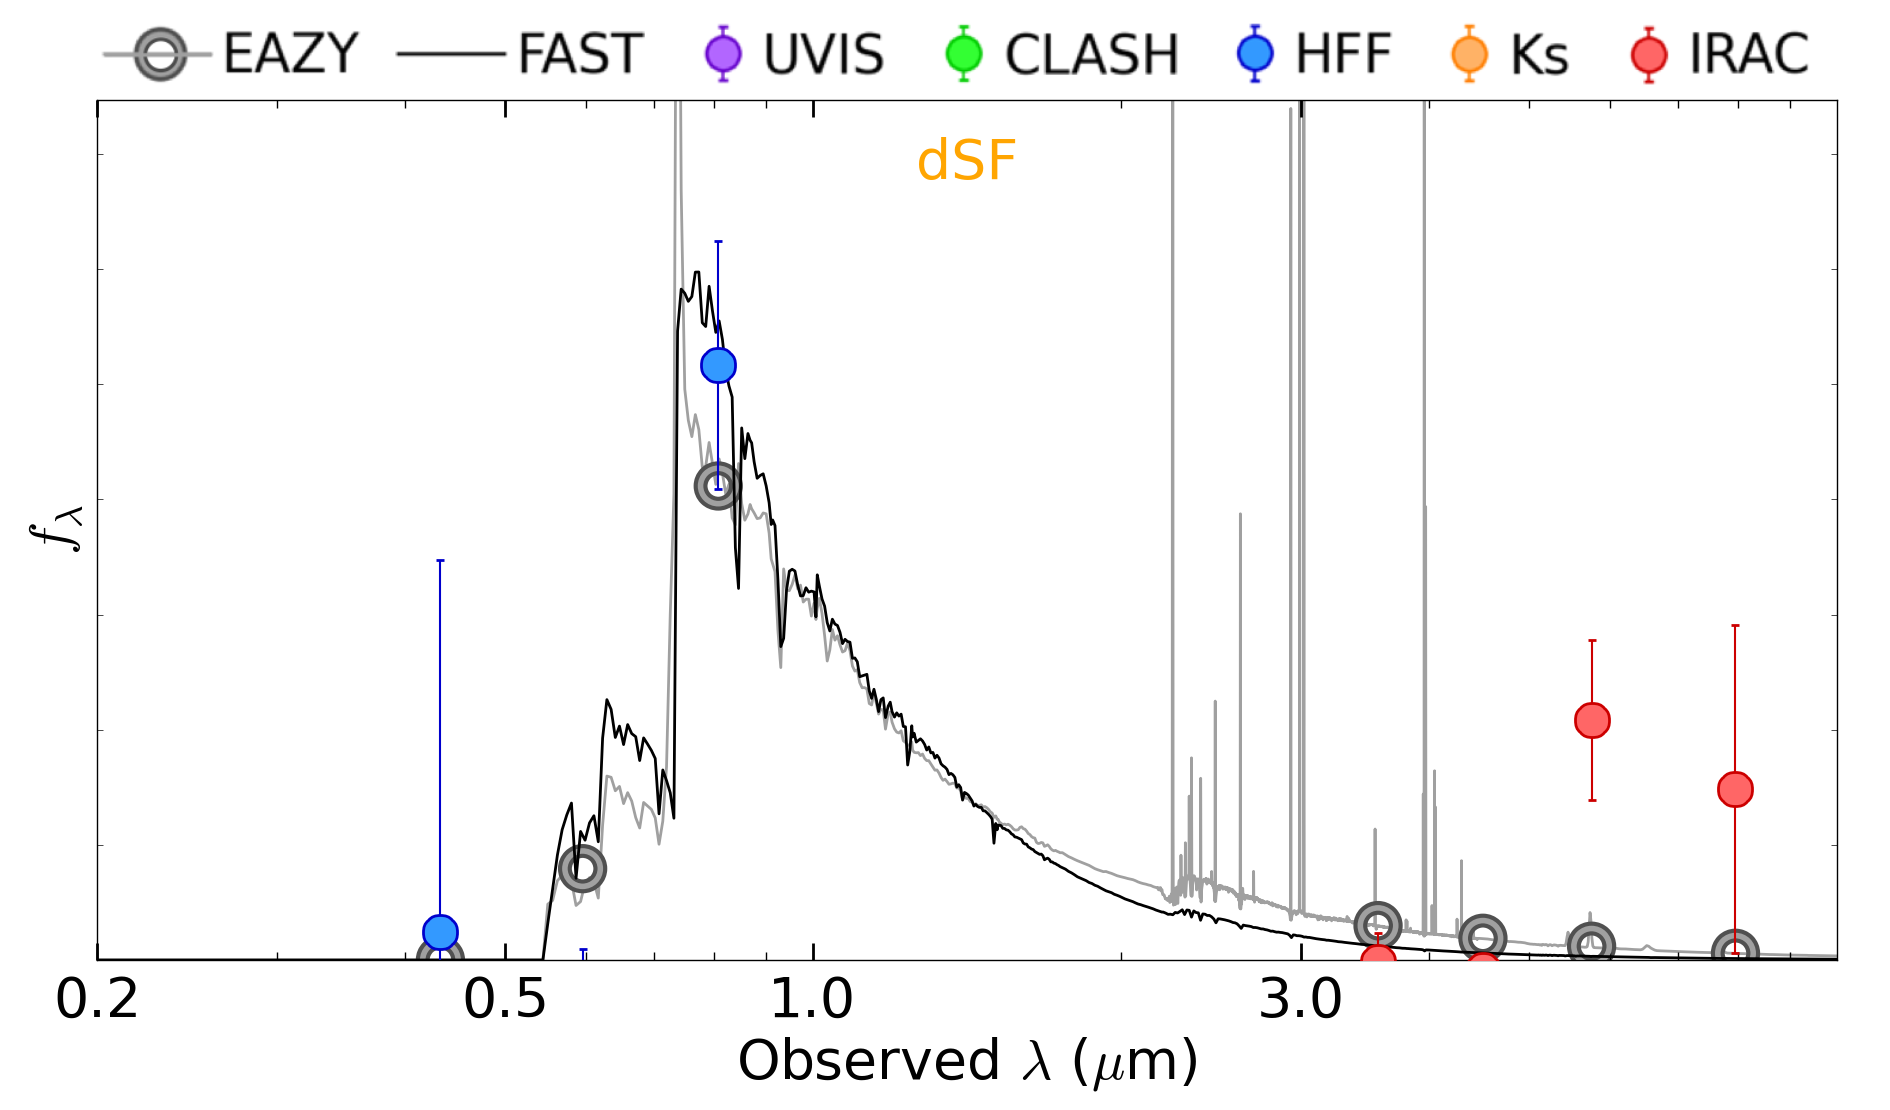 EAZY FAST UVIS CLASH HFF Ks IRAC
dSF
fλ
0.2 0.5 1.0 3.0
Observed λ (μm)